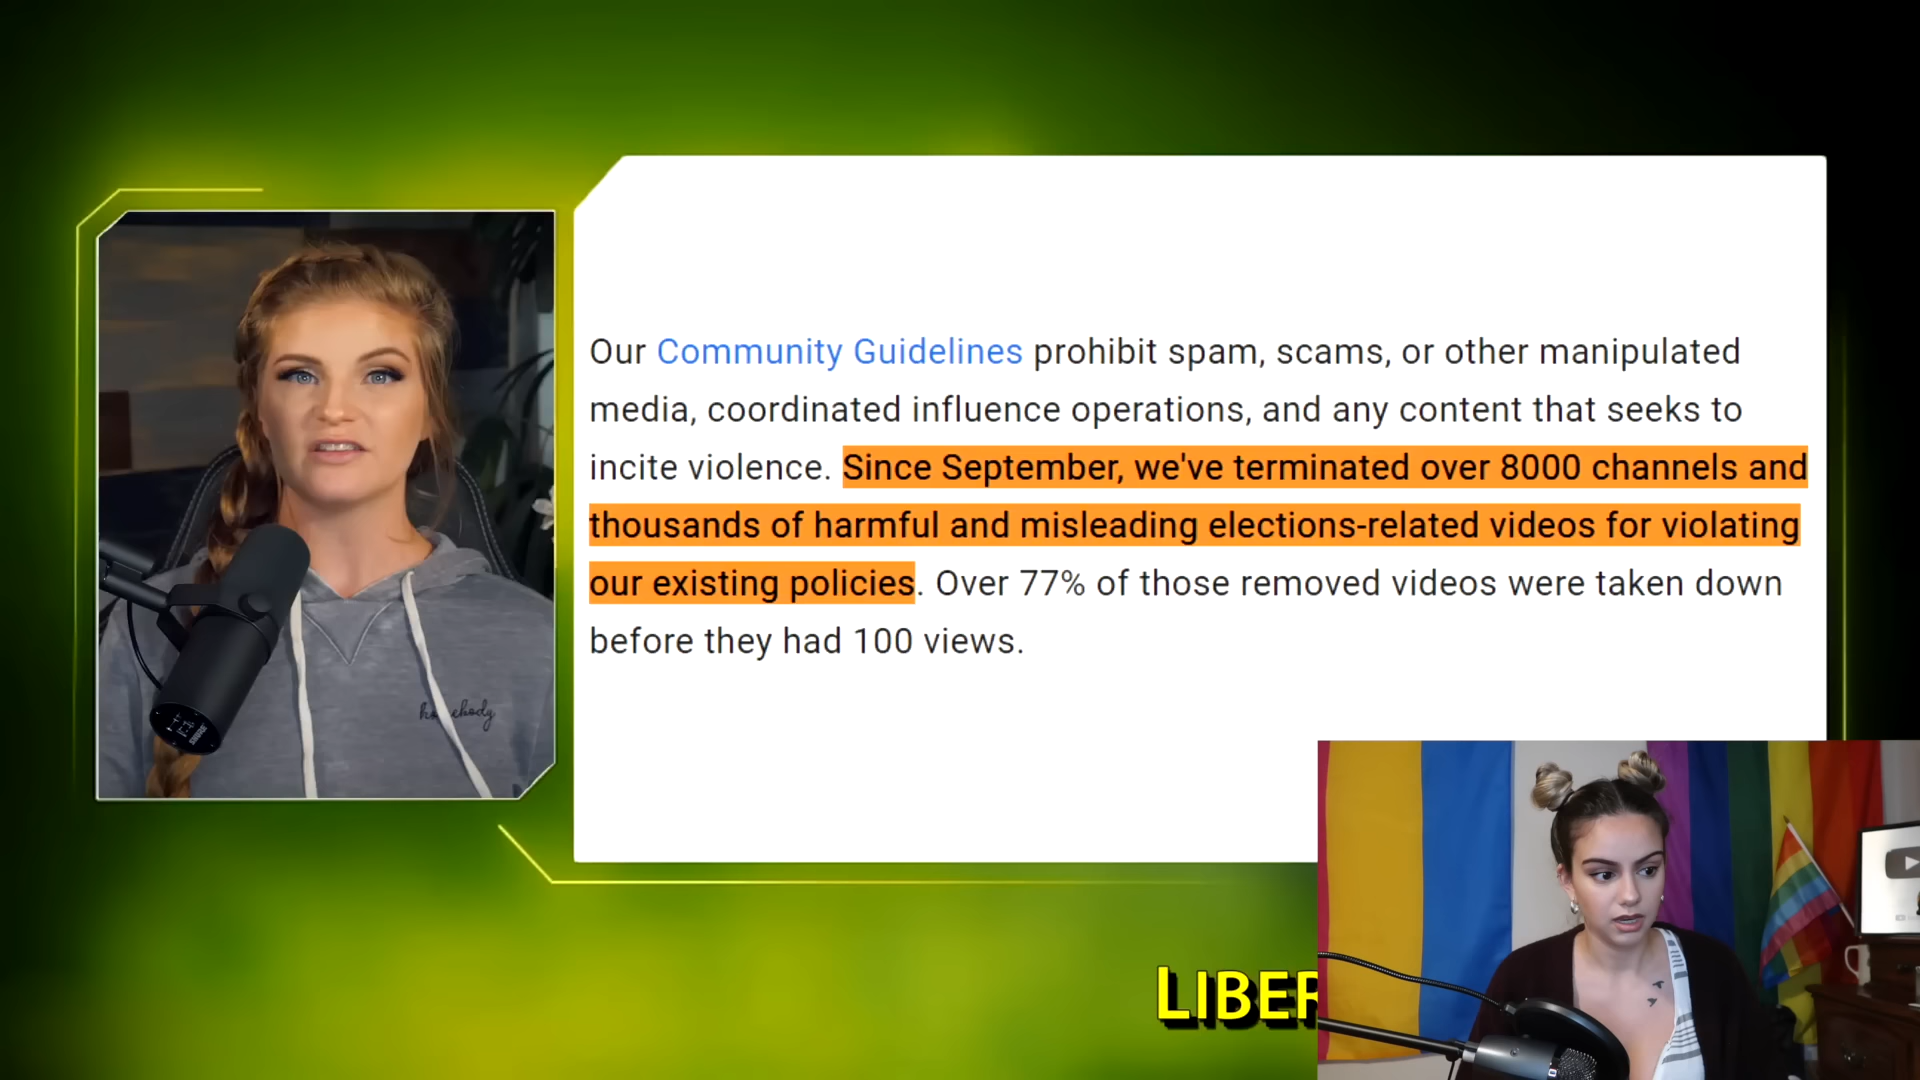 Our Community Guidelines prohibit spam, scams, or other manipulated
media, coordinated influence operations, and any content that seeks to
incite violence. Since September, we've terminated over 8000 channels and
thousands of harmful and misleading elections-related videos for violating
our existing policies. Over 77% of those removed videos were taken down
before they had 100 views.
SHURE
LIBER